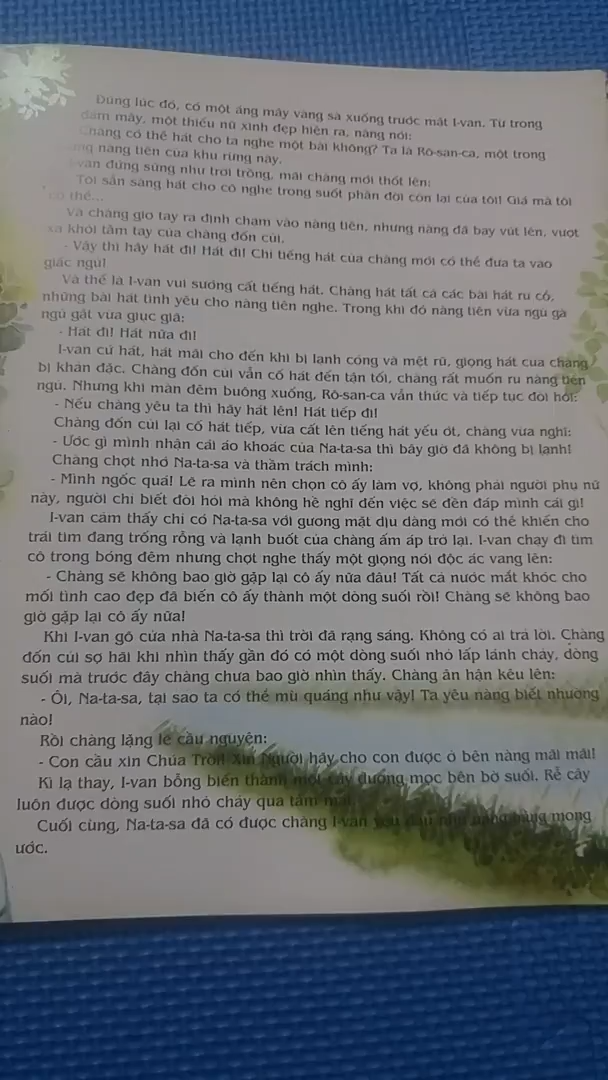 Đúng lúc đó, có một áng mây vàng sà xuống trước mặt I-van. Từ trong
đám mây, một thiếu nữ xinh đẹp hiện ra, nàng nói:
Chàng có thể hát cho ta nghe một bài không? Ta là Rô-san-ca, một trong
nàng tiên của khu rừng này.
I-van đứng sững như trời trồng, mãi chàng mới thốt lên:
Tôi sẵn sàng hát cho cô nghe trong suốt phần đời còn lại của tôi! Giá mà tôi
có thể...
Và chàng giơ tay ra định chạm vào nàng tiên, nhưng nàng đã bay vút lên, vượt
xa khỏi tầm tay của chàng đốn củi.
- Vậy thì hãy hát đi! Hát đi! Chỉ tiếng hát của chàng mới có thể đưa ta vào
giấc ngủ!
Và thế là I-van vui sướng cất tiếng hát. Chàng hát tất cả các bài hát ru cổ,
những bài hát tình yêu cho nàng tiên nghe. Trong khi đó nàng tiên vừa ngủ gà
ngủ gật vừa giục giã:
- Hát đi! Hát nữa đi!
I-van cứ hát, hát mãi cho đến khi bị lạnh cóng và mệt rũ, giọng hát của chàng
bị khàn đặc. Chàng đốn củi vẫn cố hát đến tận tối, chàng rất muốn ru nàng tiên
ngủ. Nhưng khi màn đêm buông xuống, Rô-san-ca vẫn thức và tiếp tục đòi hỏi:
- Nếu chàng yêu ta thì hãy hát lên! Hát tiếp đi!
Chàng đốn củi lại cố hát tiếp, vừa cất lên tiếng hát yếu ớt, chàng vừa nghĩ:
- Ước gì mình nhận cái áo khoác của Na-ta-sa thì bây giờ đã không bị lạnh!
Chàng chợt nhớ Na-ta-sa và thầm trách mình:
- Mình ngốc quá! Lẽ ra mình nên chọn cô ấy làm vợ, không phải người phụ nữ
này, người chỉ biết đòi hỏi mà không hề nghĩ đến việc sẽ đền đáp mình cái gì!
I-van cảm thấy chỉ có Na-ta-sa với gương mặt dịu dàng mới có thể khiến cho
trái tim đang trống rỗng và lạnh buốt của chàng ấm áp trở lại. I-van chạy đi tìm
cô trong bóng đêm nhưng chợt nghe thấy một giọng nói độc ác vang lên:
- Chàng sẽ không bao giờ gặp lại cô ấy nữa đâu! Tất cả nước mắt khóc cho
mối tình cao đẹp đã biến cô ấy thành một dòng suối rồi! Chàng sẽ không bao
giờ gặp lại cô ấy nữa!
Khi I-van gõ cửa nhà Na-ta-sa thì trời đã rạng sáng. Không có ai trả lời. Chàng
đốn củi sợ hãi khi nhìn thấy gần đó có một dòng suối nhỏ lấp lánh chảy, dòng
suối mà trước đây chàng chưa bao giờ nhìn thấy. Chàng ân hận kêu lên:
- Ôi, Na-ta-sa, tại sao ta có thể mù quáng như vậy! Ta yêu nàng biết nhường
nào!
Rồi chàng lặng lẽ cầu nguyện:
- Con cầu xin Chúa Trời! Xin Người hãy cho con được ở bên nàng mãi mãi!
Kì lạ thay, I-van bỗng biến thành một cây dương mọc bên bờ suối. Rễ cây
luôn được dòng suối nhỏ chảy qua tắm mát.
Cuối cùng, Na-ta-sa đã có được chàng I-van yêu dấu như nàng hằng mong
ước.